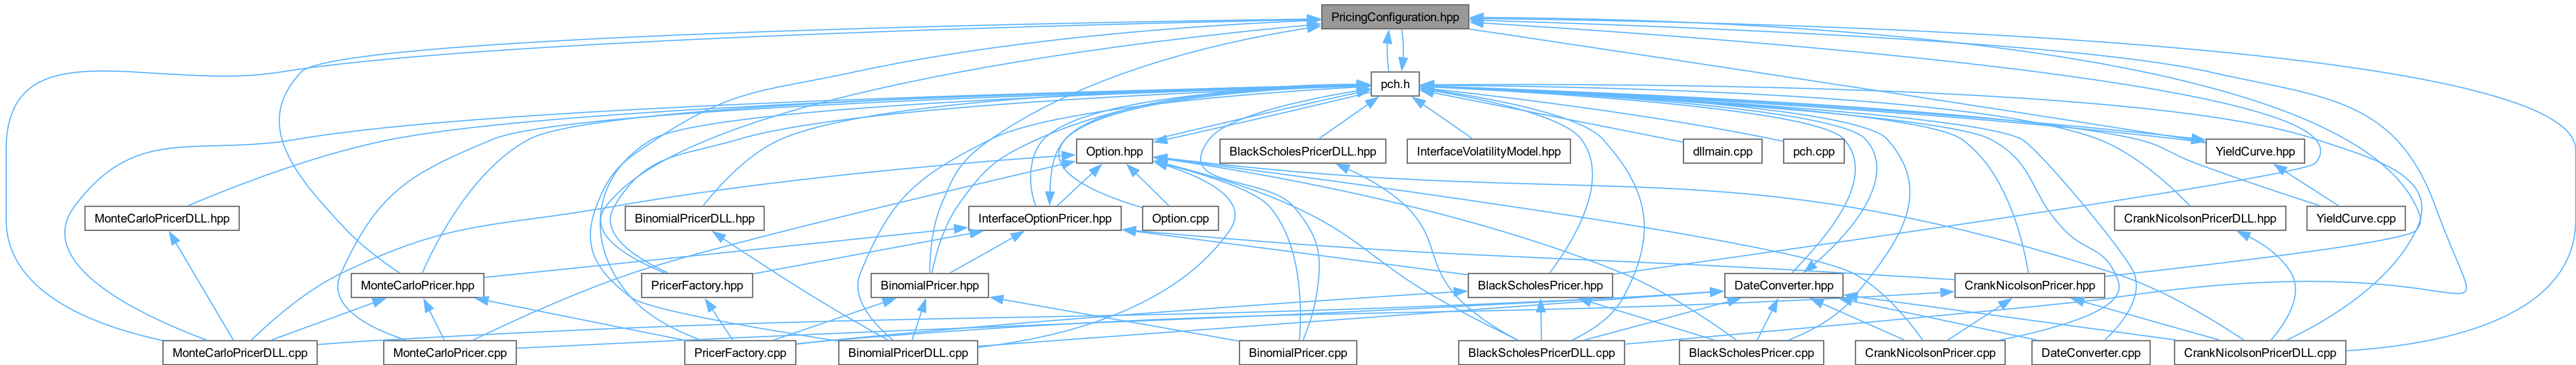 PricingConfiguration.hpp
pch.h
Option.hpp
BlackScholesPricerDLL.hpp
InterfaceVolatilityModel.hpp
dllmain.cpp
pch.cpp
YieldCurve.hpp
MonteCarloPricerDLL.hpp
BinomialPricerDLL.hpp
InterfaceOptionPricer.hpp
Option.cpp
CrankNicolsonPricerDLL.hpp
YieldCurve.cpp
MonteCarloPricer.hpp
PricerFactory.hpp
BinomialPricer.hpp
BlackScholesPricer.hpp
DateConverter.hpp
CrankNicolsonPricer.hpp
MonteCarloPricerDLL.cpp
MonteCarloPricer.cpp
PricerFactory.cpp
BinomialPricerDLL.cpp
BinomialPricer.cpp
BlackScholesPricerDLL.cpp
BlackScholesPricer.cpp
CrankNicolsonPricer.cpp
DateConverter.cpp
CrankNicolsonPricerDLL.cpp